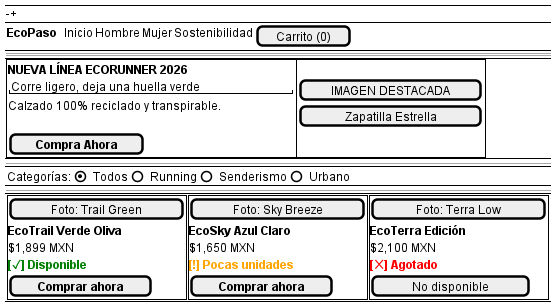 -+
EcoPaso Inicio Hombre Mujer Sostenibilidad Carrito (0)
NUEVA LÍNEA ECORUNNER 2026
Corre ligero, deja una huella verde
Calzado 100% reciclado y transpirable.
Compra Ahora
IMAGEN DESTACADA
Zapatilla Estrella
Categorías: Todos Running Senderismo Urbano
Foto: Trail Green
EcoTrail Verde Oliva
$1,899 MXN
[✓] Disponible
Comprar ahora
Foto: Sky Breeze
EcoSky Azul Claro
$1,650 MXN
[!] Pocas unidades
Comprar ahora
Foto: Terra Low
EcoTerra Edición
$2,100 MXN
[X] Agotado
No disponible